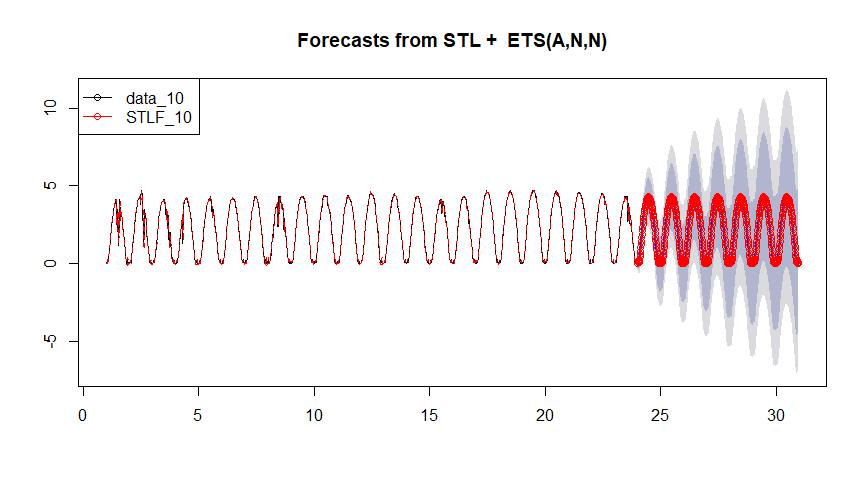 Forecasts from STL + ETS(A,N,N)
data_10
STLF_10
10
5
0
-5
0 5 10 15 20 25 30